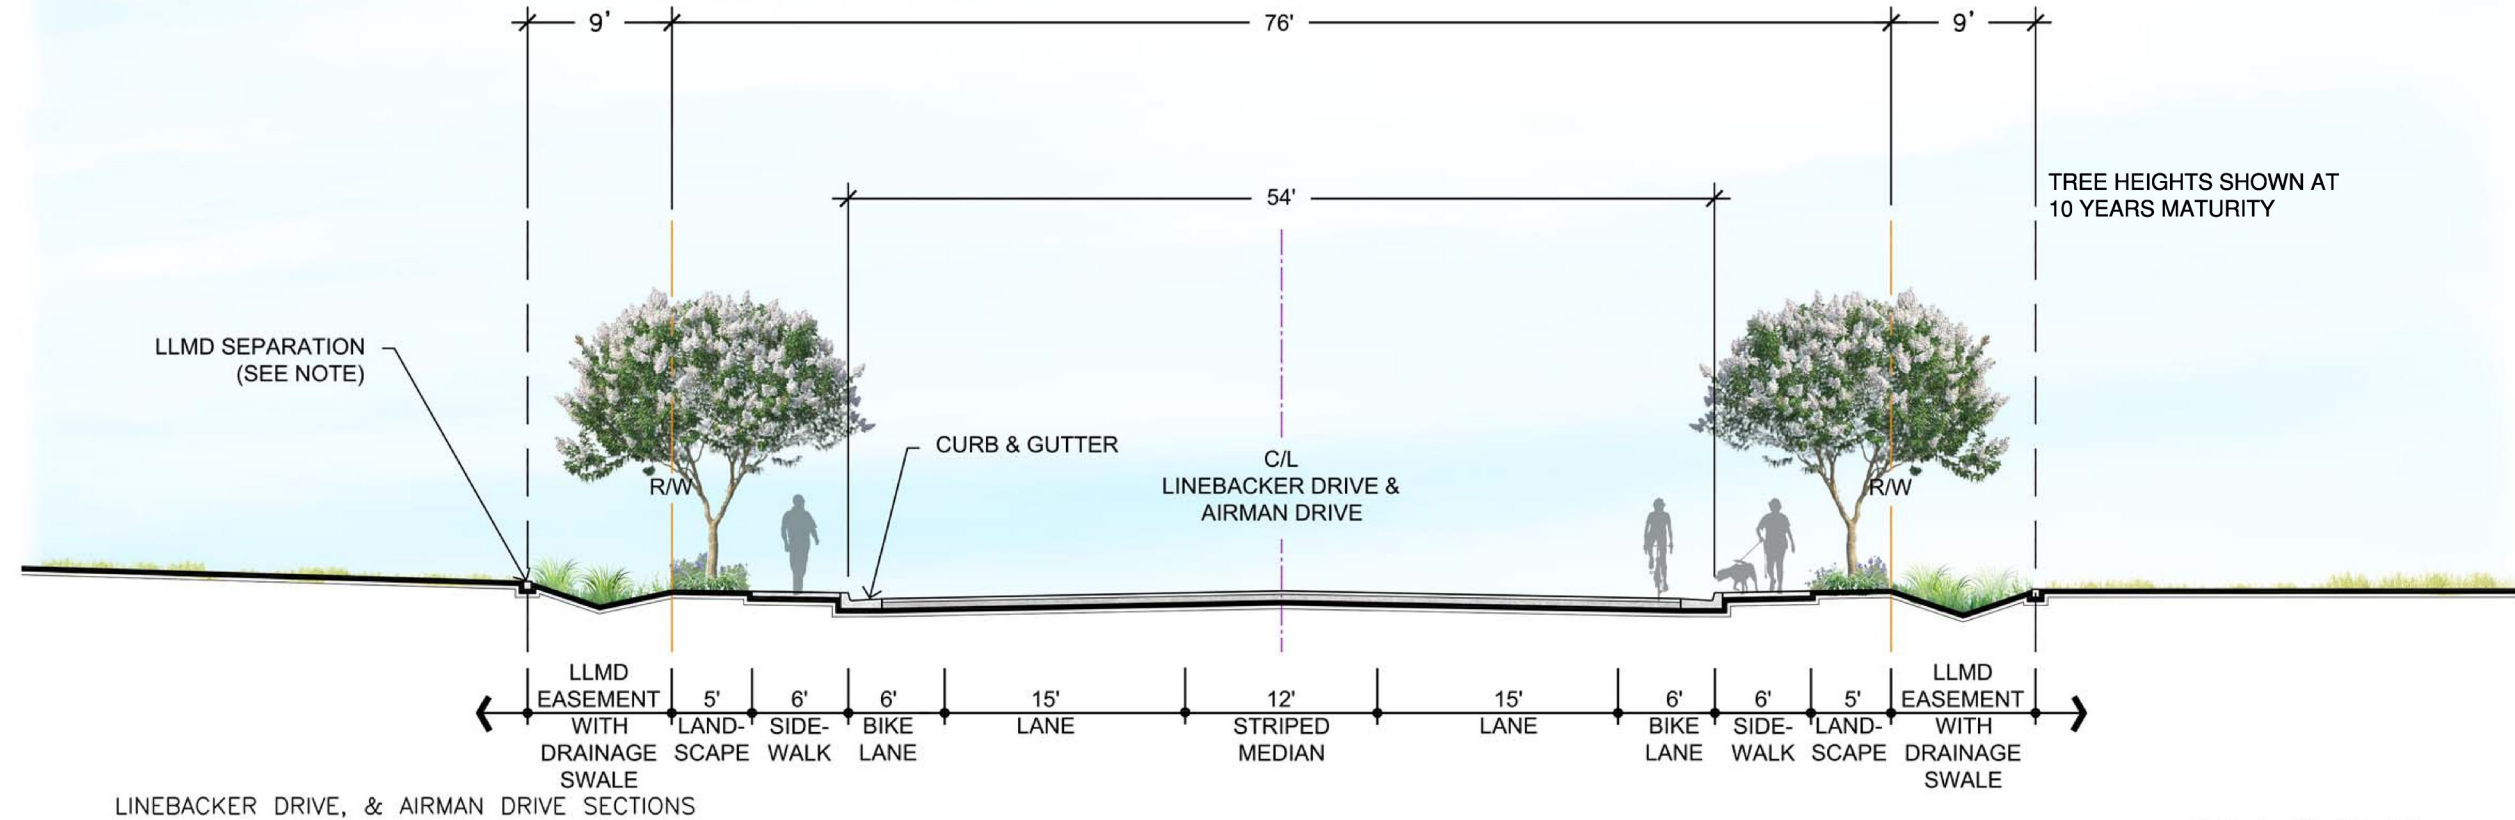 9'
76'
9'
54'
TREE HEIGHTS SHOWN AT
10 YEARS MATURITY
LLMD SEPARATION
(SEE NOTE)
CURB & GUTTER
C/L
LINEBACKER DRIVE &
AIRMAN DRIVE
R/W
R/W
LLMD
EASEMENT
WITH
DRAINAGE
SWALE
5'
LAND-
SCAPE
6'
SIDE-
WALK
6'
BIKE
LANE
15'
LANE
12'
STRIPED
MEDIAN
15'
LANE
6'
BIKE
LANE
6'
SIDE-
WALK
5'
LAND-
SCAPE
LLMD
EASEMENT
WITH
DRAINAGE
SWALE
LINEBACKER DRIVE, & AIRMAN DRIVE SECTIONS